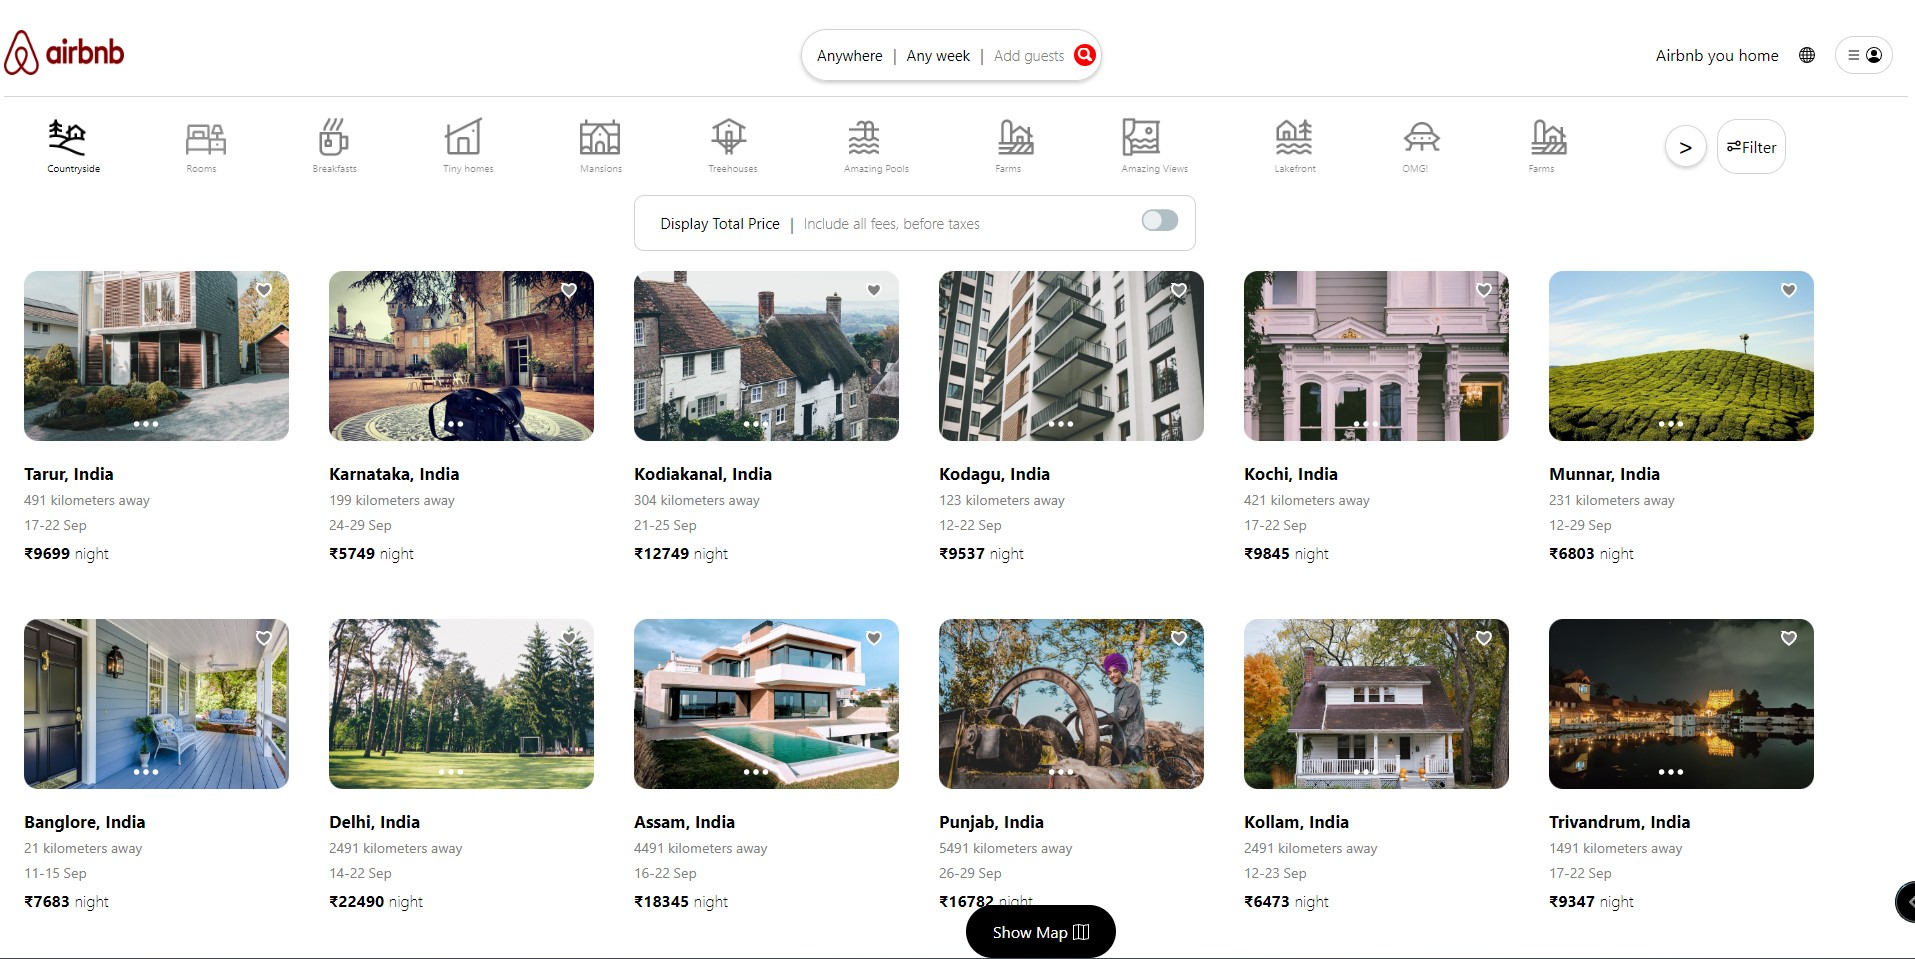 airbnb
Anywhere | Any week | Add guests
Airbnb you home
Countryside
Rooms
Breakfasts
Tiny homes
Mansions
Treehouses
Amazing Pools
Farms
Amazing Views
Lakefront
OMG!
Farms
>
Filter
Display Total Price | Include all fees, before taxes
Tarur, India
491 kilometers away
17-22 Sep
₹9699 night
Karnataka, India
199 kilometers away
24-29 Sep
₹5749 night
Kodiakanal, India
304 kilometers away
21-25 Sep
₹12749 night
Kodagu, India
123 kilometers away
12-22 Sep
₹9537 night
Kochi, India
421 kilometers away
17-22 Sep
₹9845 night
Munnar, India
231 kilometers away
12-29 Sep
₹6803 night
Banglore, India
21 kilometers away
11-15 Sep
₹7683 night
Delhi, India
2491 kilometers away
14-22 Sep
₹22490 night
Assam, India
4491 kilometers away
16-22 Sep
₹18345 night
Punjab, India
5491 kilometers away
26-29 Sep
₹16782 night
Kollam, India
2491 kilometers away
12-23 Sep
₹6473 night
Trivandrum, India
1491 kilometers away
17-22 Sep
₹9347 night
Show Map